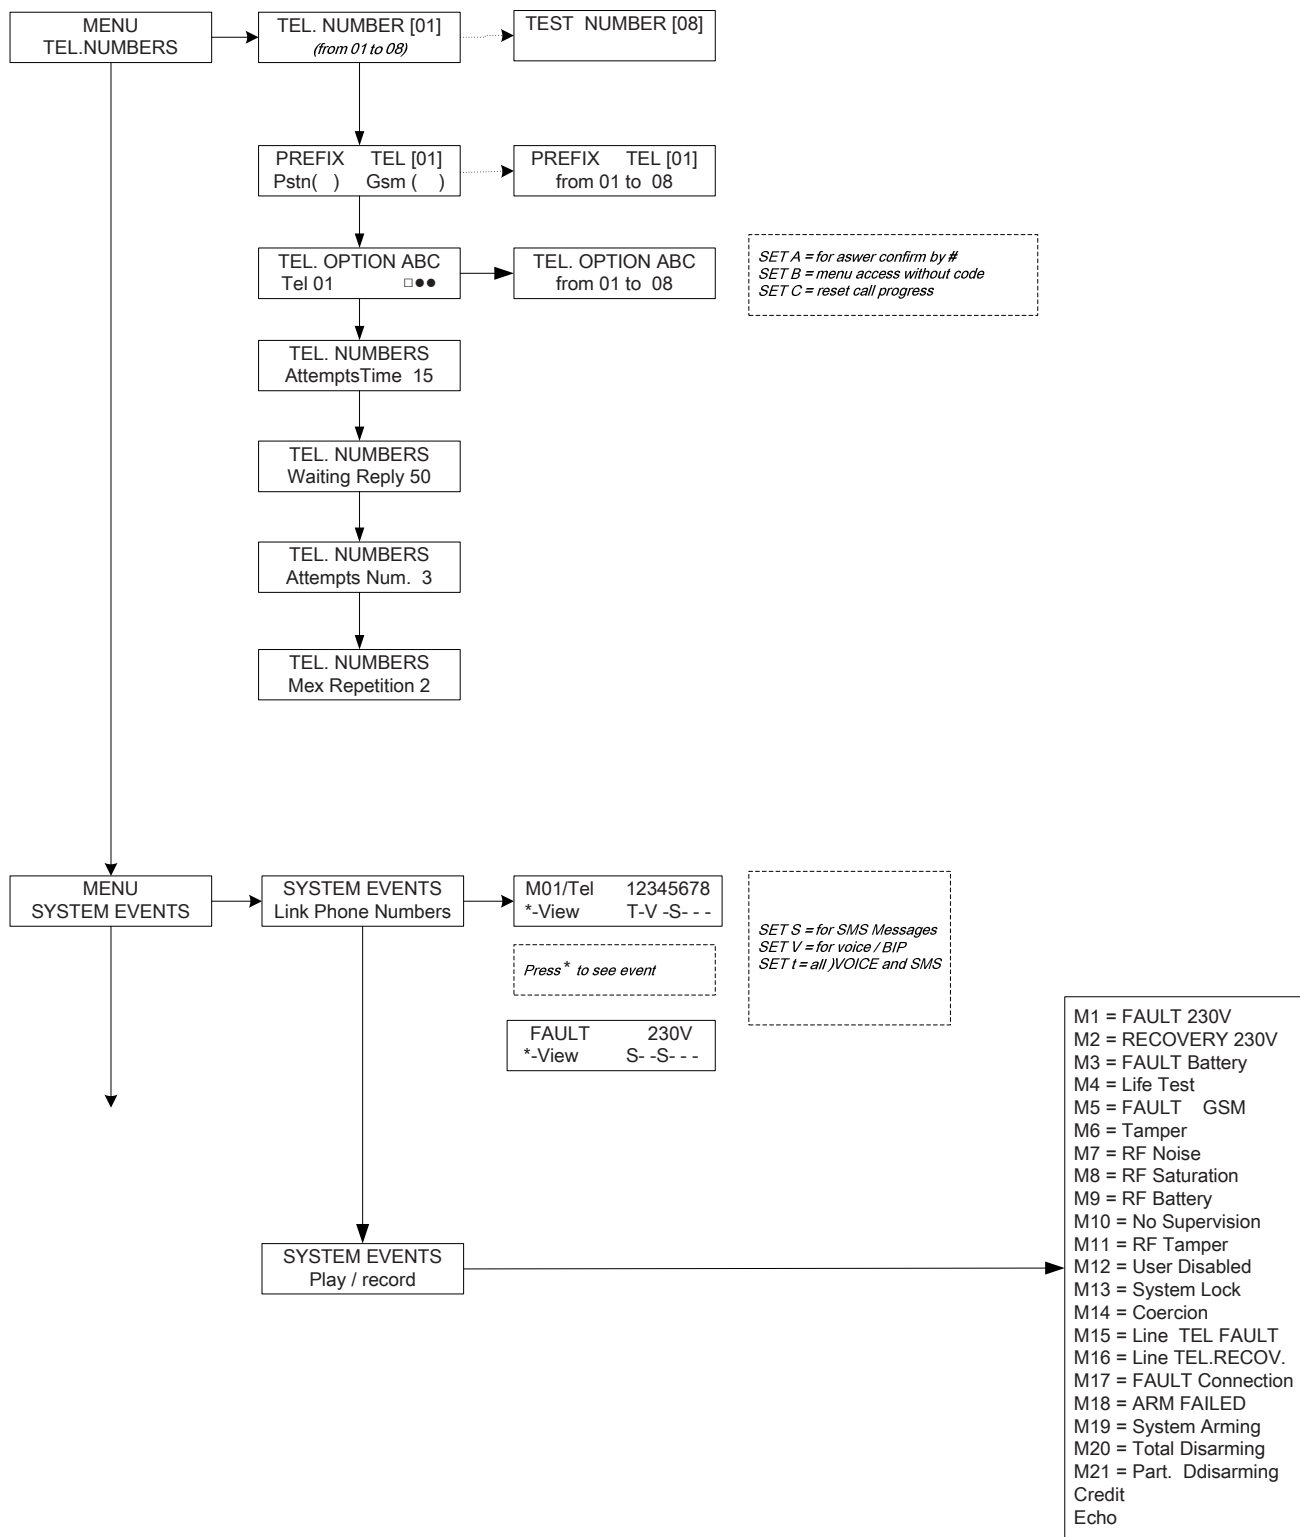 MENU
TEL.NUMBERS
TEL. NUMBER [01]
(from 01 to 08)
TEST NUMBER [08]
PREFIX TEL [01]
Pstn( ) Gsm ( )
PREFIX TEL [01]
from 01 to 08
TEL. OPTION ABC
Tel 01 □●●
TEL. OPTION ABC
from 01 to 08
SET A = for aswer confirm by #
SET B = menu access without code
SET C = reset call progress
TEL. NUMBERS
AttemptsTime 15
TEL. NUMBERS
Waiting Reply 50
TEL. NUMBERS
Attempts Num. 3
TEL. NUMBERS
Mex Repetition 2
MENU
SYSTEM EVENTS
SYSTEM EVENTS
Link Phone Numbers
M01/Tel 12345678
*-View T-V -S- - -
Press * to see event
FAULT 230V
*-View S- -S- - -
SET S = for SMS Messages
SET V = for voice / BIP
SET t = all )VOICE and SMS
SYSTEM EVENTS
Play / record
M1 = FAULT 230V
M2 = RECOVERY 230V
M3 = FAULT Battery
M4 = Life Test
M5 = FAULT GSM
M6 = Tamper
M7 = RF Noise
M8 = RF Saturation
M9 = RF Battery
M10 = No Supervision
M11 = RF Tamper
M12 = User Disabled
M13 = System Lock
M14 = Coercion
M15 = Line TEL FAULT
M16 = Line TEL.RECOV.
M17 = FAULT Connection
M18 = ARM FAILED
M19 = System Arming
M20 = Total Disarming
M21 = Part. Ddisarming
Credit
Echo